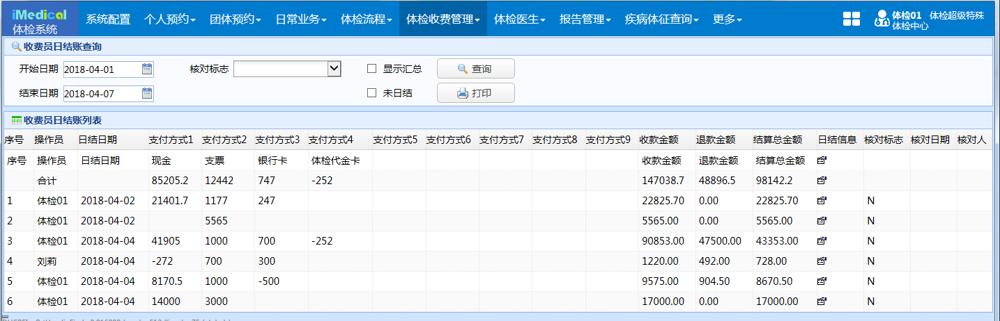 iMedical
体检系统
系统配置 个人预约 团体预约 日常业务 体检流程 体检收费管理 体检医生 报告管理 疾病体征查询 更多
体检01 体检超级特殊
体检中心
收费员日结账查询
开始日期 2018-04-01 核对标志 显示汇总 查询
结束日期 2018-04-07 未日结 打印
收费员日结账列表
序号 操作员 日结日期 支付方式1 支付方式2 支付方式3 支付方式4 支付方式5 支付方式6 支付方式7 支付方式8 支付方式9 收款金额 退款金额 结算总金额 日结信息 核对标志 核对日期 核对人
序号 操作员 日结日期 现金 支票 银行卡 体检代金卡 收款金额 退款金额 结算总金额
合计 85205.2 12442 747 -252 147038.7 48896.5 98142.2
1 体检01 2018-04-02 21401.7 1177 247 22825.70 0.00 22825.70 N
2 体检01 2018-04-02 5565 5565.00 0.00 5565.00 N
3 体检01 2018-04-04 41905 1000 700 -252 90853.00 47500.00 43353.00 N
4 刘莉 2018-04-04 -272 700 300 1220.00 492.00 728.00 N
5 体检01 2018-04-04 8170.5 1000 -500 9575.00 904.50 8670.50 N
6 体检01 2018-04-04 14000 3000 17000.00 0.00 17000.00 N